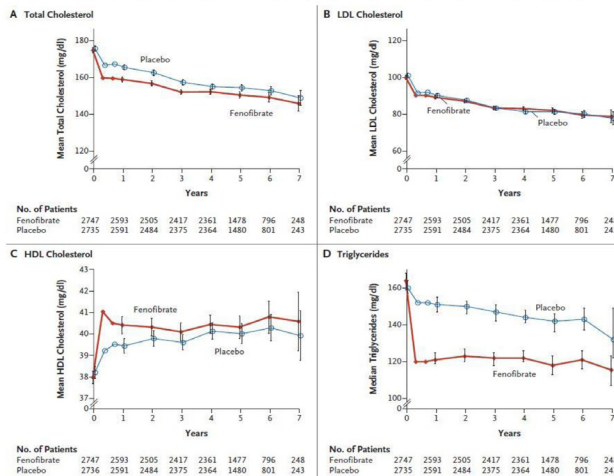 A Total Cholesterol
Mean Total Cholesterol (mg/dl)
180
160
140
120
0
Placebo
Fenofibrate
0 1 2 3 4 5 6 7
Years
No. of Patients
Fenofibrate 2747 2593 2505 2417 2361 1478 796 248
Placebo 2735 2591 2484 2375 2364 1480 801 243
B LDL Cholesterol
Mean LDL Cholesterol (mg/dl)
120
100
80
60
0
Fenofibrate
Placebo
0 1 2 3 4 5 6 7
Years
No. of Patients
Fenofibrate 2747 2593 2505 2417 2361 1477 796
Placebo 2735 2591 2484 2375 2364 1480 801
C HDL Cholesterol
Mean HDL Cholesterol (mg/dl)
43
42
41
40
39
38
37
0
Fenofibrate
Placebo
0 1 2 3 4 5 6 7
Years
No. of Patients
Fenofibrate 2747 2593 2505 2417 2361 1477 796 248
Placebo 2736 2591 2484 2375 2364 1480 801 243
D Triglycerides
Median Triglycerides (mg/dl)
160
140
120
100
0
Placebo
Fenofibrate
0 1 2 3 4 5 6 7
Years
No. of Patients
Fenofibrate 2747 2593 2505 2417 2361 1478 796
Placebo 2735 2591 2484 2375 2364 1480 801